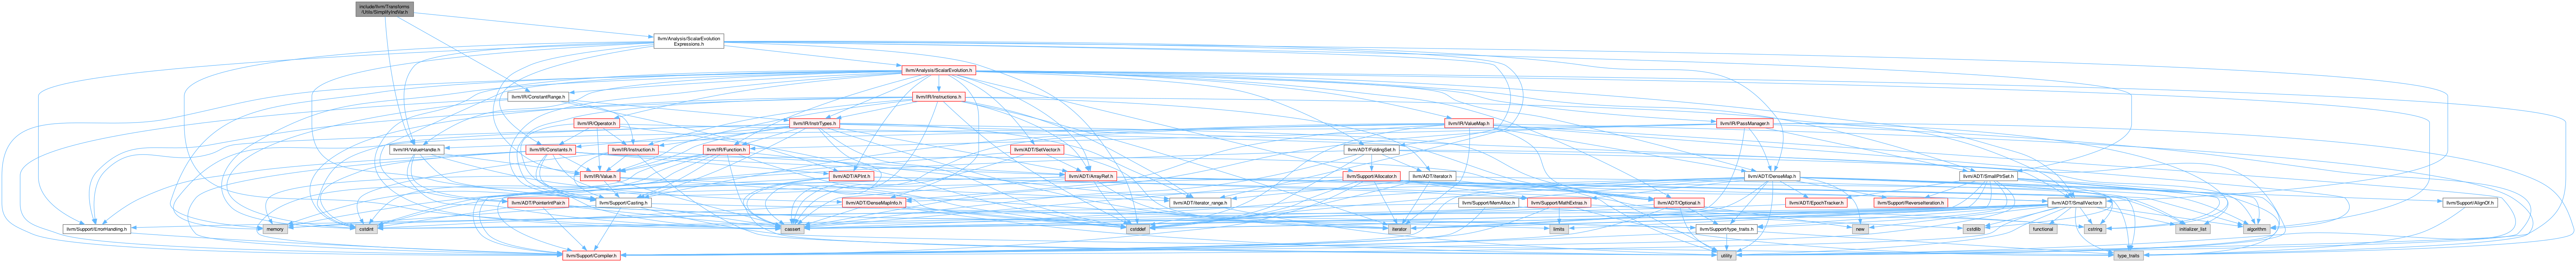 include/llvm/Transforms
/Utils/SimplifyIndVar.h
llvm/Analysis/ScalarEvolution
Expressions.h
llvm/Analysis/ScalarEvolution.h
llvm/IR/ConstantRange.h
llvm/IR/Instructions.h
llvm/IR/Operator.h
llvm/IR/InstrTypes.h
llvm/IR/ValueMap.h
llvm/IR/PassManager.h
llvm/IR/ValueHandle.h
llvm/IR/Constants.h
llvm/IR/Instruction.h
llvm/IR/Function.h
llvm/ADT/SetVector.h
llvm/ADT/FoldingSet.h
llvm/IR/Value.h
llvm/ADT/APInt.h
llvm/ADT/ArrayRef.h
llvm/Support/Allocator.h
llvm/ADT/iterator.h
llvm/ADT/DenseMap.h
llvm/ADT/SmallPtrSet.h
llvm/ADT/PointerIntPair.h
llvm/Support/Casting.h
llvm/ADT/DenseMapInfo.h
llvm/ADT/iterator_range.h
llvm/Support/MemAlloc.h
llvm/Support/MathExtras.h
llvm/ADT/Optional.h
llvm/ADT/EpochTracker.h
llvm/Support/ReverseIteration.h
llvm/ADT/SmallVector.h
llvm/Support/AlignOf.h
llvm/Support/ErrorHandling.h
memory
cstdint
cassert
cstddef
iterator
limits
llvm/Support/type_traits.h
new
cstdlib
functional
cstring
initializer_list
algorithm
llvm/Support/Compiler.h
utility
type_traits